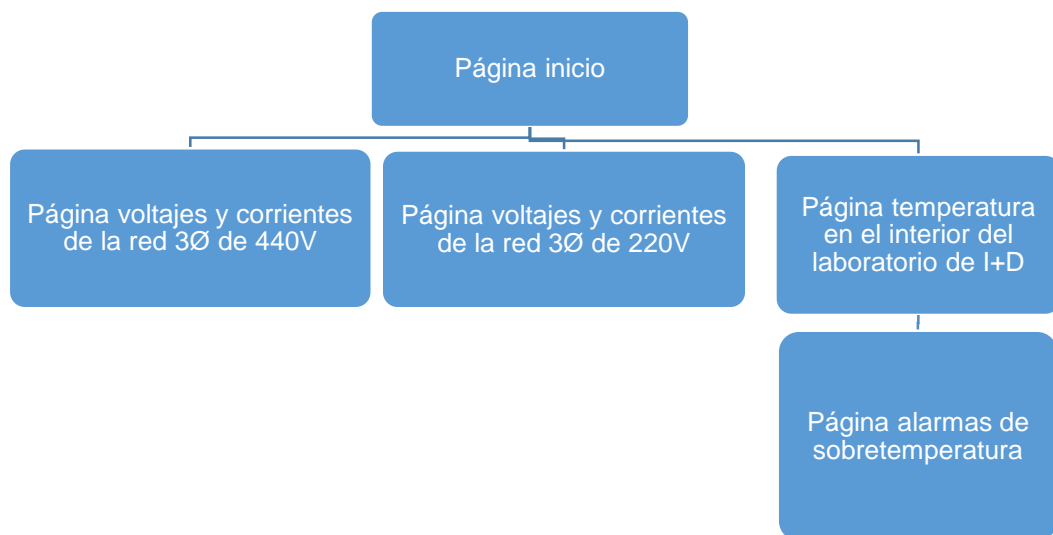 Página inicio
Página voltajes y corrientes
de la red 3Ø de 440V
Página voltajes y corrientes
de la red 3Ø de 220V
Página temperatura
en el interior del
laboratorio de I+D
Página alarmas de
sobretemperatura